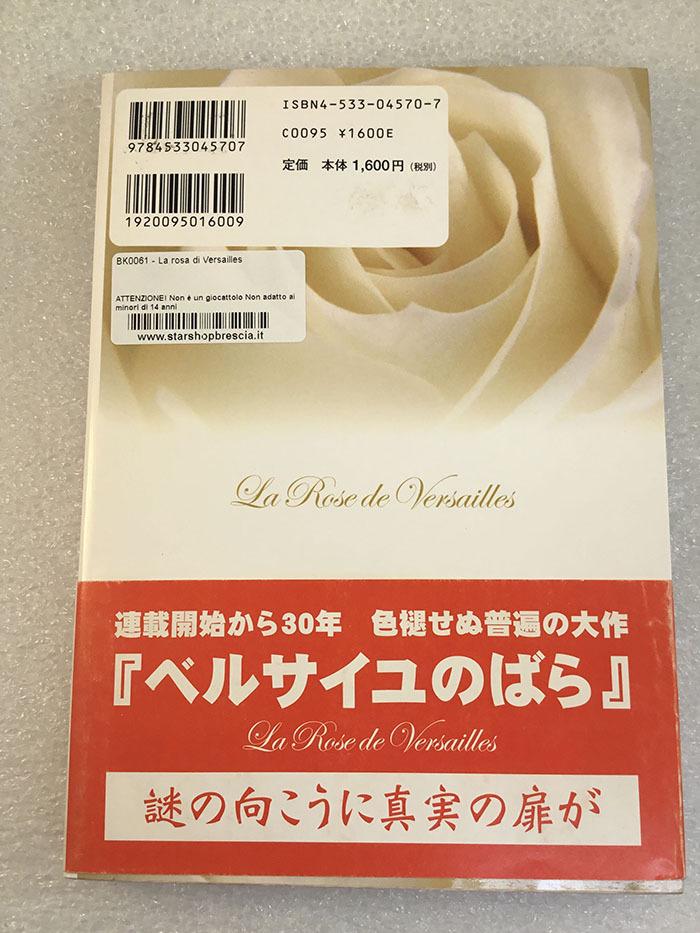 ISBN4-533-04570-7
C0095 ¥1600E
定価 本体1,600円(税別)
9784533045707
1920095016009
BK0061 - La rosa di Versailles
ATTENZIONE! Non è un giocattolo Non adatto ai
minori di 14 anni
www.starshopbrescia.it
La Rose de Versailles
連載開始から30年 色褪せぬ普遍の大作
『ベルサイユのばら』
La Rose de Versailles
謎の向こうに真実の扉が